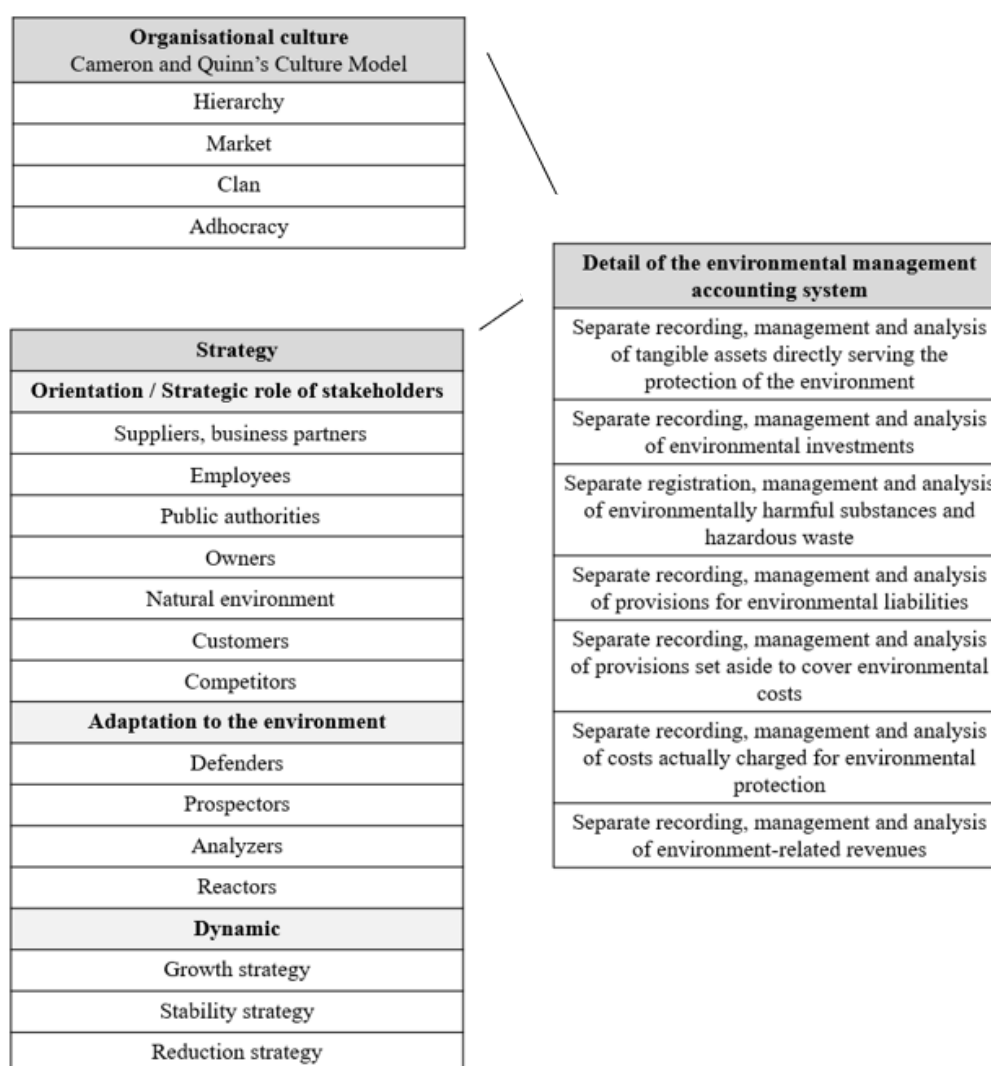 Organisational culture
Cameron and Quinn's Culture Model
Hierarchy
Market
Clan
Adhocracy
Strategy
Orientation / Strategic role of stakeholders
Suppliers, business partners
Employees
Public authorities
Owners
Natural environment
Customers
Competitors
Adaptation to the environment
Defenders
Prospectors
Analyzers
Reactors
Dynamic
Growth strategy
Stability strategy
Reduction strategy
Detail of the environmental management
accounting system
Separate recording, management and analysis
of tangible assets directly serving the
protection of the environment
Separate recording, management and analysis
of environmental investments
Separate registration, management and analysis
of environmentally harmful substances and
hazardous waste
Separate recording, management and analysis
of provisions for environmental liabilities
Separate recording, management and analysis
of provisions set aside to cover environmental
costs
Separate recording, management and analysis
of costs actually charged for environmental
protection
Separate recording, management and analysis
of environment-related revenues